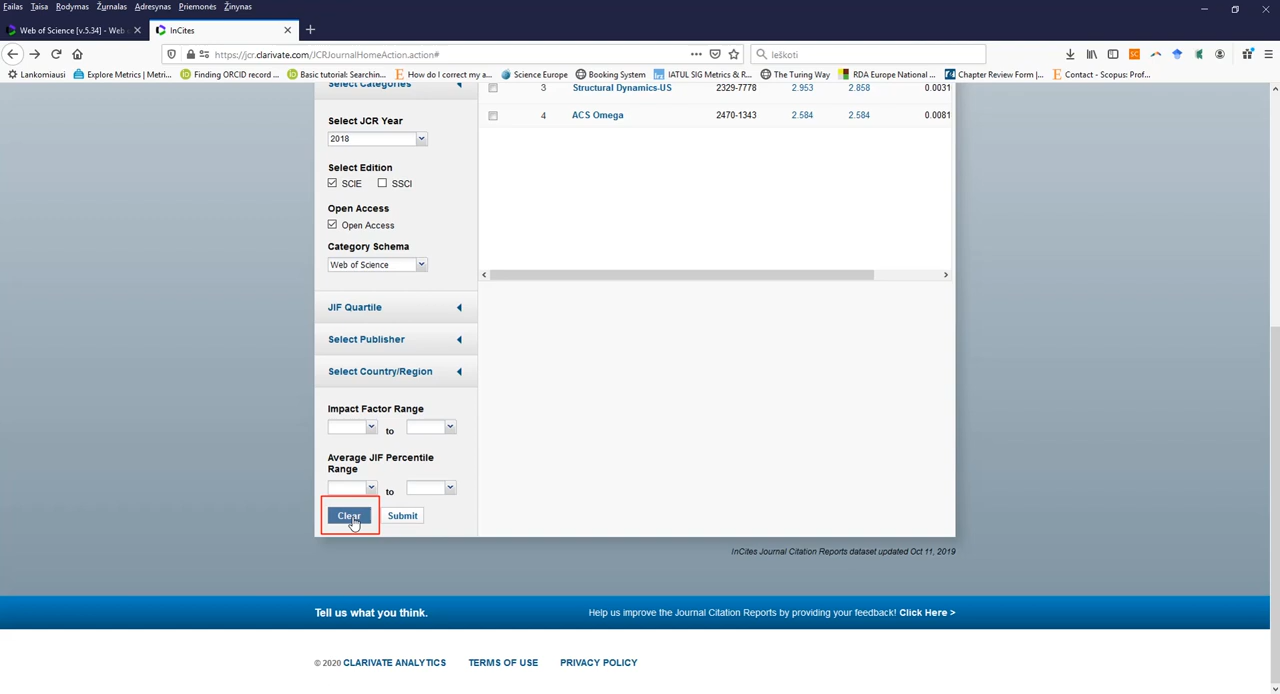 Failas Taisa Rodymas Žurnalas Adresynas Priemonės Žinynas
Web of Science [v.5.34] - Web
InCites
https://jcr.clarivate.com/JCRJournalHomeAction.action#
Ieškoti
Lankomiausi
Explore Metrics | Metri...
Finding ORCID record ...
Basic tutorial: Searchin...
How do I correct my a...
Science Europe
Booking System
IATUL SIG Metrics & R...
The Turing Way
RDA Europe National ...
Chapter Review Form |...
Contact - Scopus: Prof...
Select Categories
3 Structural Dynamics-US 2329-7778 2.953 2.858 0.0031
4 ACS Omega 2470-1343 2.584 2.584 0.0081
Select JCR Year
2018
Select Edition
SCIE SSCI
Open Access
Open Access
Category Schema
Web of Science
JIF Quartile
Select Publisher
Select Country/Region
Impact Factor Range
to
Average JIF Percentile
Range
to
Clear Submit
InCites Journal Citation Reports dataset updated Oct 11, 2019
Tell us what you think.
Help us improve the Journal Citation Reports by providing your feedback! Click Here >
© 2020 CLARIVATE ANALYTICS TERMS OF USE PRIVACY POLICY